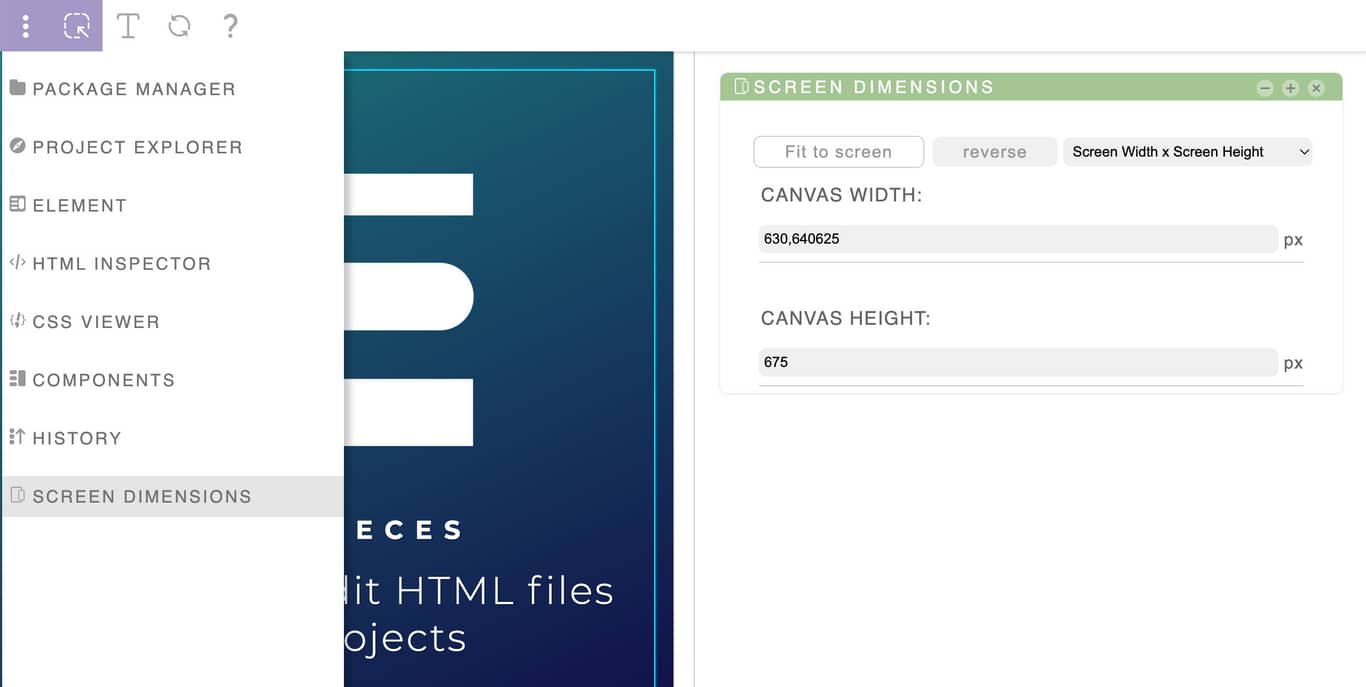 ?
PACKAGE MANAGER
PROJECT EXPLORER
ELEMENT
HTML INSPECTOR
CSS VIEWER
COMPONENTS
HISTORY
SCREEN DIMENSIONS
ECES
dit HTML files
ojects
SCREEN DIMENSIONS
Fit to screen
reverse
Screen Width x Screen Height
CANVAS WIDTH:
630,640625
px
CANVAS HEIGHT:
675
px